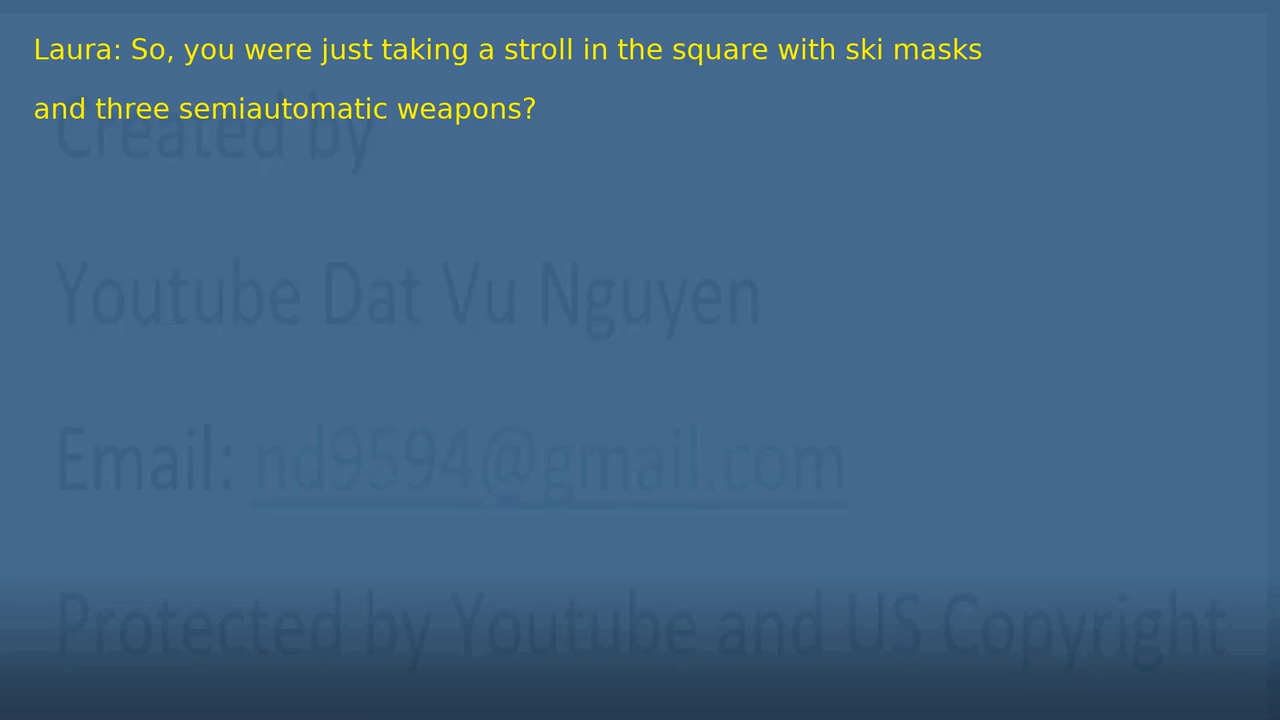 Laura: So, you were just taking a stroll in the square with ski masks
and three semiautomatic weapons?
Created by
Youtube Dat Vu Nguyen
Email: nd9594@gmail.com
Protected by Youtube and US Copyright